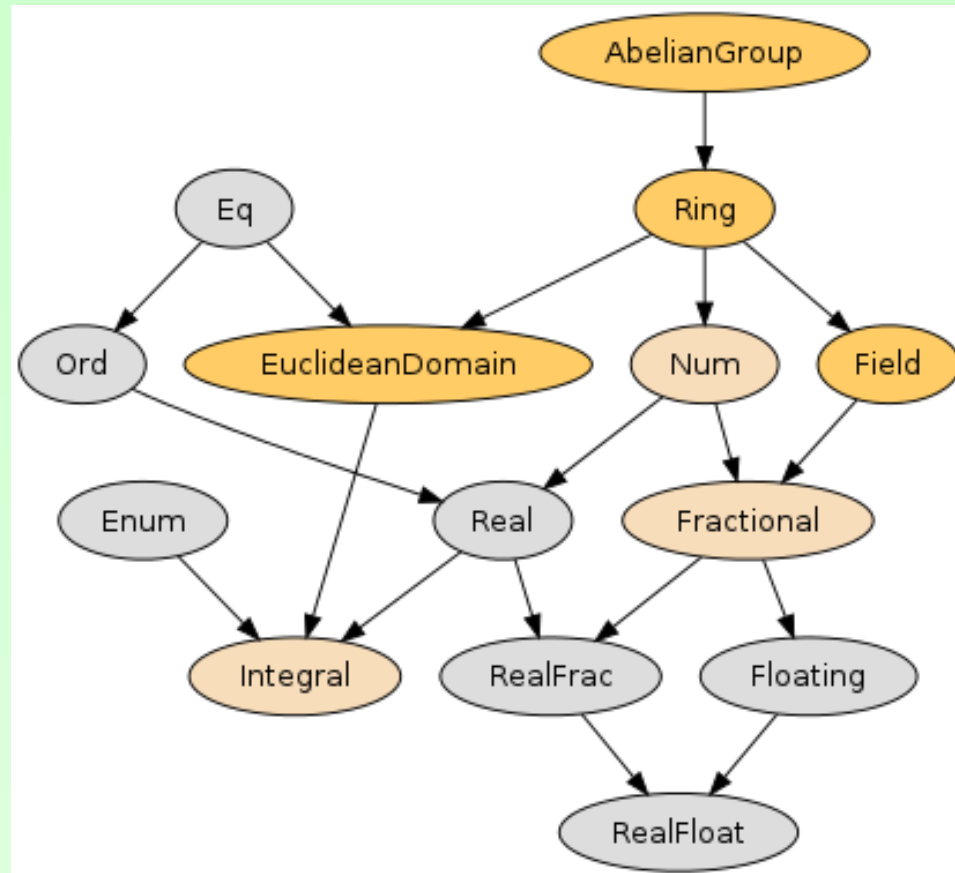 AbelianGroup
Eq
Ring
Ord
EuclideanDomain
Num
Field
Enum
Real
Fractional
Integral
RealFrac
Floating
RealFloat